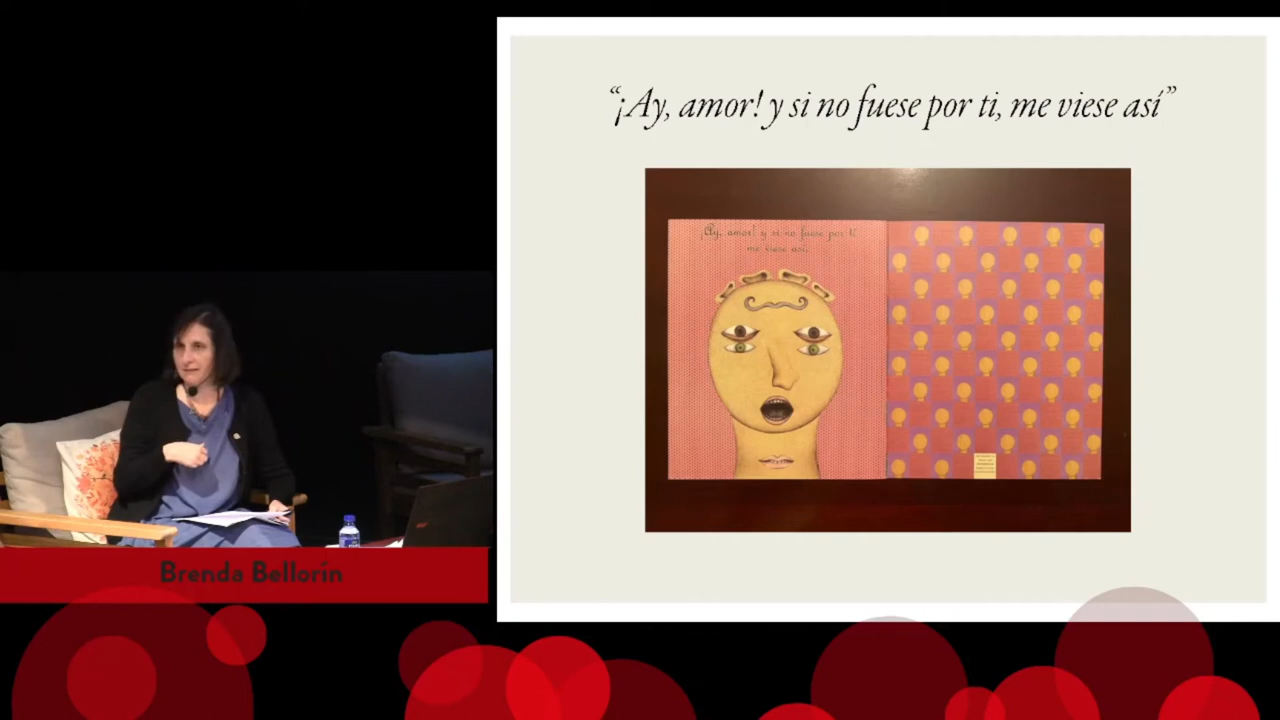 “¡Ay, amor! y si no fuese por ti, me viese así”
¡Ay, amor! y si no fuese por ti
me viese así.
Brenda Bellorín